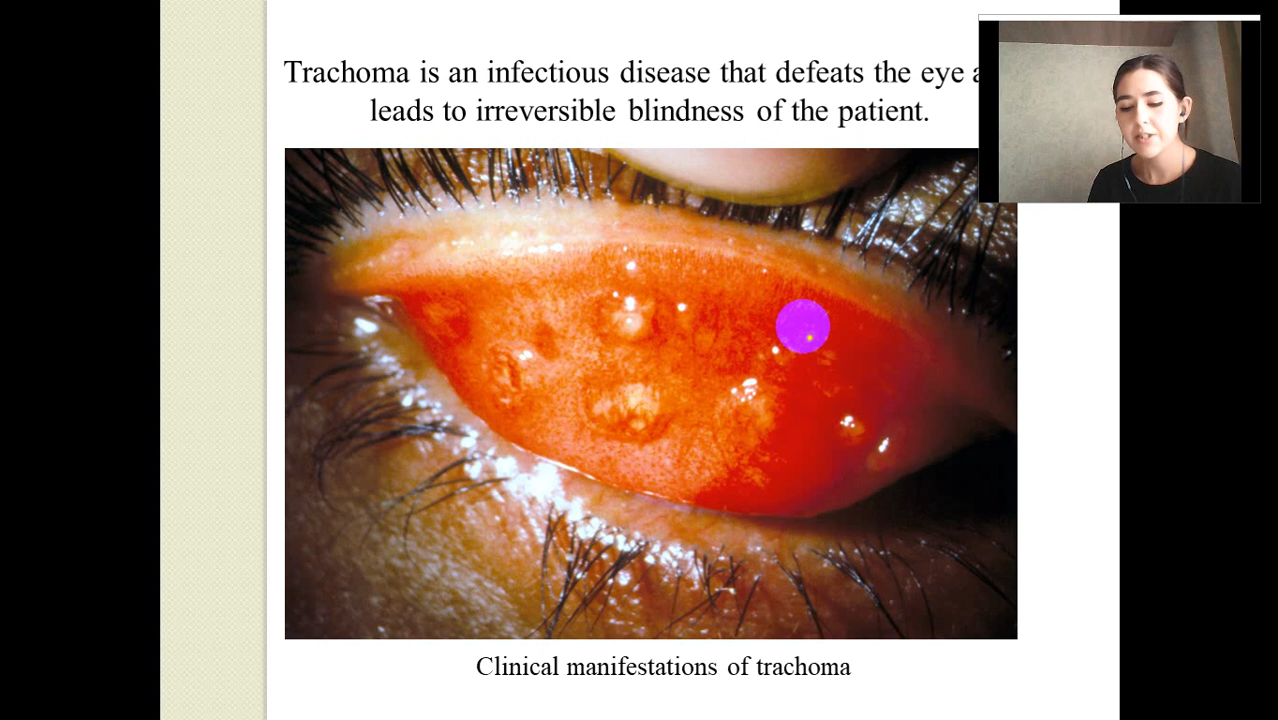 Trachoma is an infectious disease that defeats the eye
leads to irreversible blindness of the patient.
Clinical manifestations of trachoma